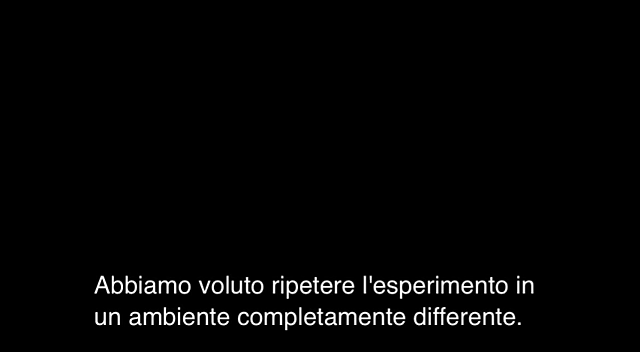 Abbiamo voluto ripetere l'esperimento in
un ambiente completamente differente.